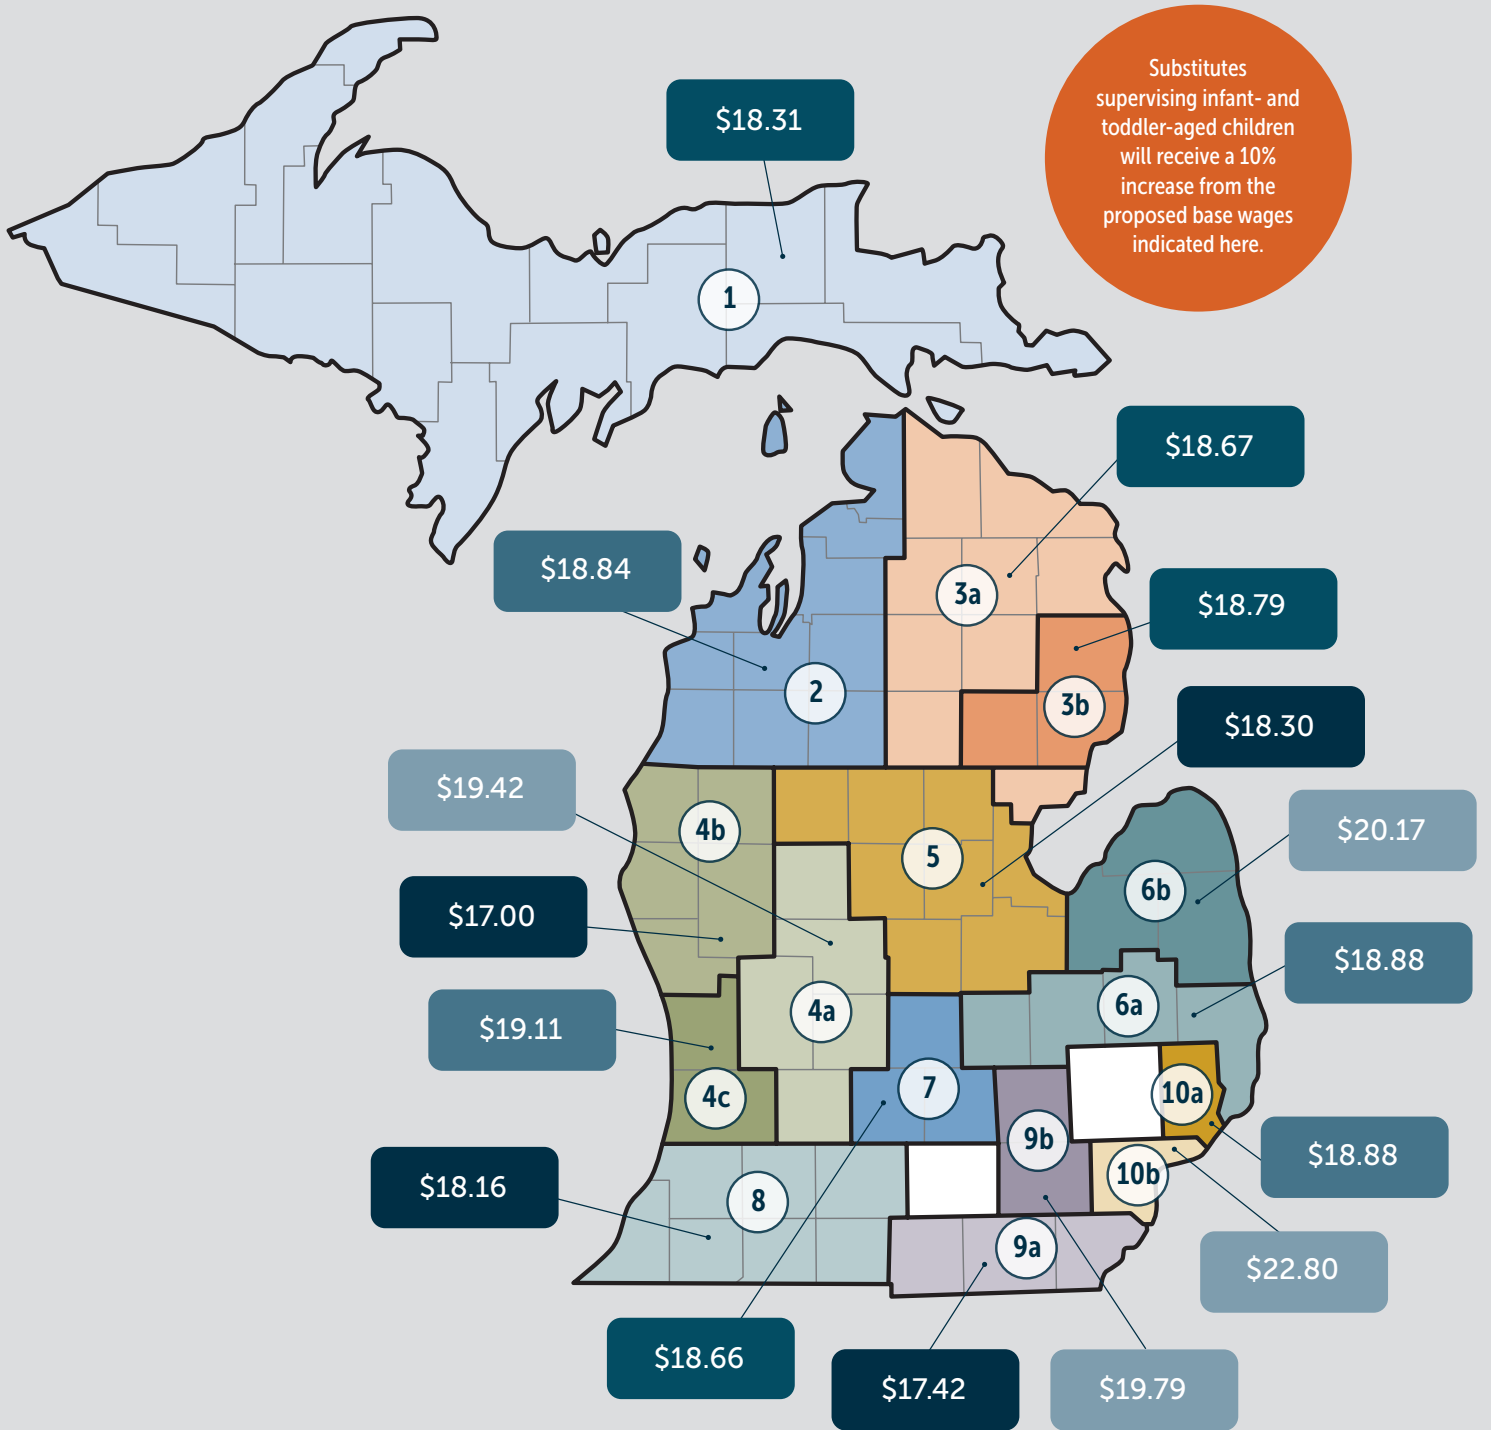 Substitutes
supervising infant- and
toddler-aged children
will receive a 10%
increase from the
proposed base wages
indicated here.
$18.31
1
$18.67
$18.84
3a
$18.79
2
3b
$18.30
$19.42
4b
5
$20.17
6b
$17.00
$18.88
4a
6a
$19.11
7
10a
4c
9b
$18.88
10b
$18.16
8
9a
$22.80
$18.66
$17.42
$19.79